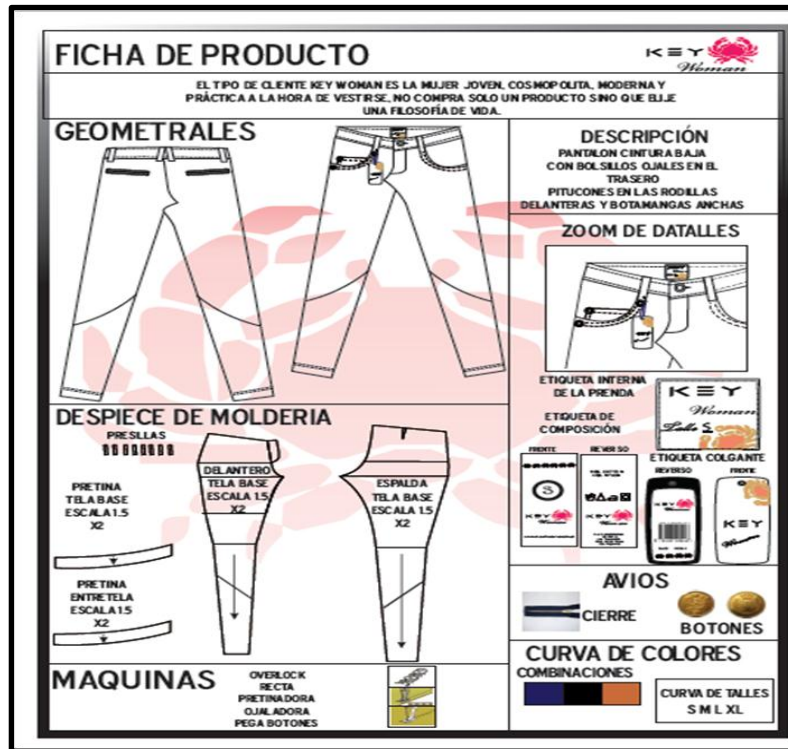 FICHA DE PRODUCTO
KEY
Woman
EL TIPO DE CLIENTE KEY WOMAN ES LA MUJER JOVEN, COSMOPOLITA, MODERNA Y
PRÁCTICA A LA HORA DE VESTIRSE, NO COMPRA SOLO UN PRODUCTO SINO QUE ELIJE
UNA FILOSOFÍA DE VIDA.
GEOMETRALES
DESCRIPCIÓN
PANTALON CINTURA BAJA
CON BOLSILLOS OJALES EN EL
TRASERO
PITUCONES EN LAS RODILLAS
DELANTERAS Y BOTAMANGAS ANCHAS
ZOOM DE DATALLES
ETIQUETA INTERNA
DE LA PRENDA
KEY
Woman
Talle S
ETIQUETA DE
COMPOSICIÓN
FRENTE
REVERSO
S
KEY
Woman
KEY
Woman
ETIQUETA COLGANTE
REVERSO
FRENTE
KEY
Woman
KEY
Woman
DESPIECE DE MOLDERIA
PRESILLAS
PRETINA
TELA BASE
ESCALA 1.5
X2
PRETINA
ENTRETELA
ESCALA 1.5
X2
DELANTERO
TELA BASE
ESCALA 1.5
X2
ESPALDA
TELA BASE
ESCALA 1.5
X2
AVIOS
CIERRE
BOTONES
MAQUINAS
OVERLOCK
RECTA
PRETINADORA
OJALADORA
PEGA BOTONES
CURVA DE COLORES
COMBINACIONES
CURVA DE TALLES
S M L XL